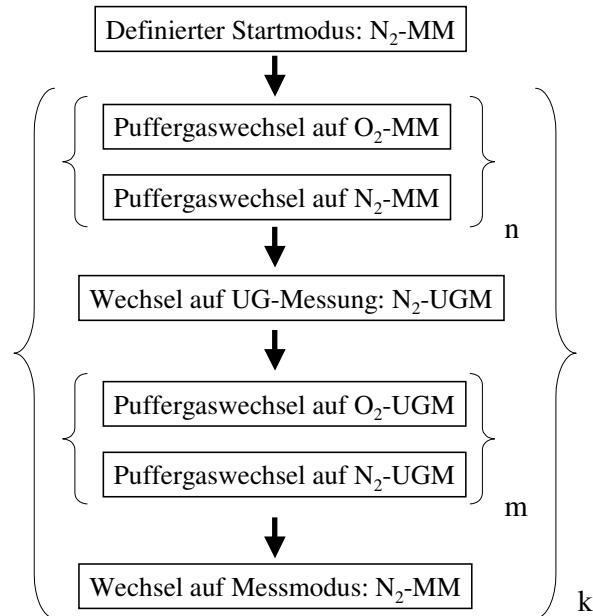 Definierter Startmodus: N₂-MM
Puffergaswechsel auf O₂-MM
Puffergaswechsel auf N₂-MM
n
Wechsel auf UG-Messung: N₂-UGM
Puffergaswechsel auf O₂-UGM
Puffergaswechsel auf N₂-UGM
m
Wechsel auf Messmodus: N₂-MM
k